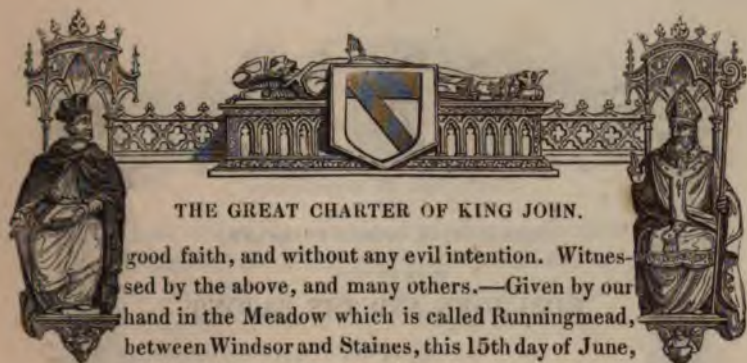 THE GREAT CHARTER OF KING JOHN.
good faith, and without any evil intention. Witnes-
sed by the above, and many others.—Given by our
hand in the Meadow which is called Runningmead,
between Windsor and Staines, this 15th day of June,